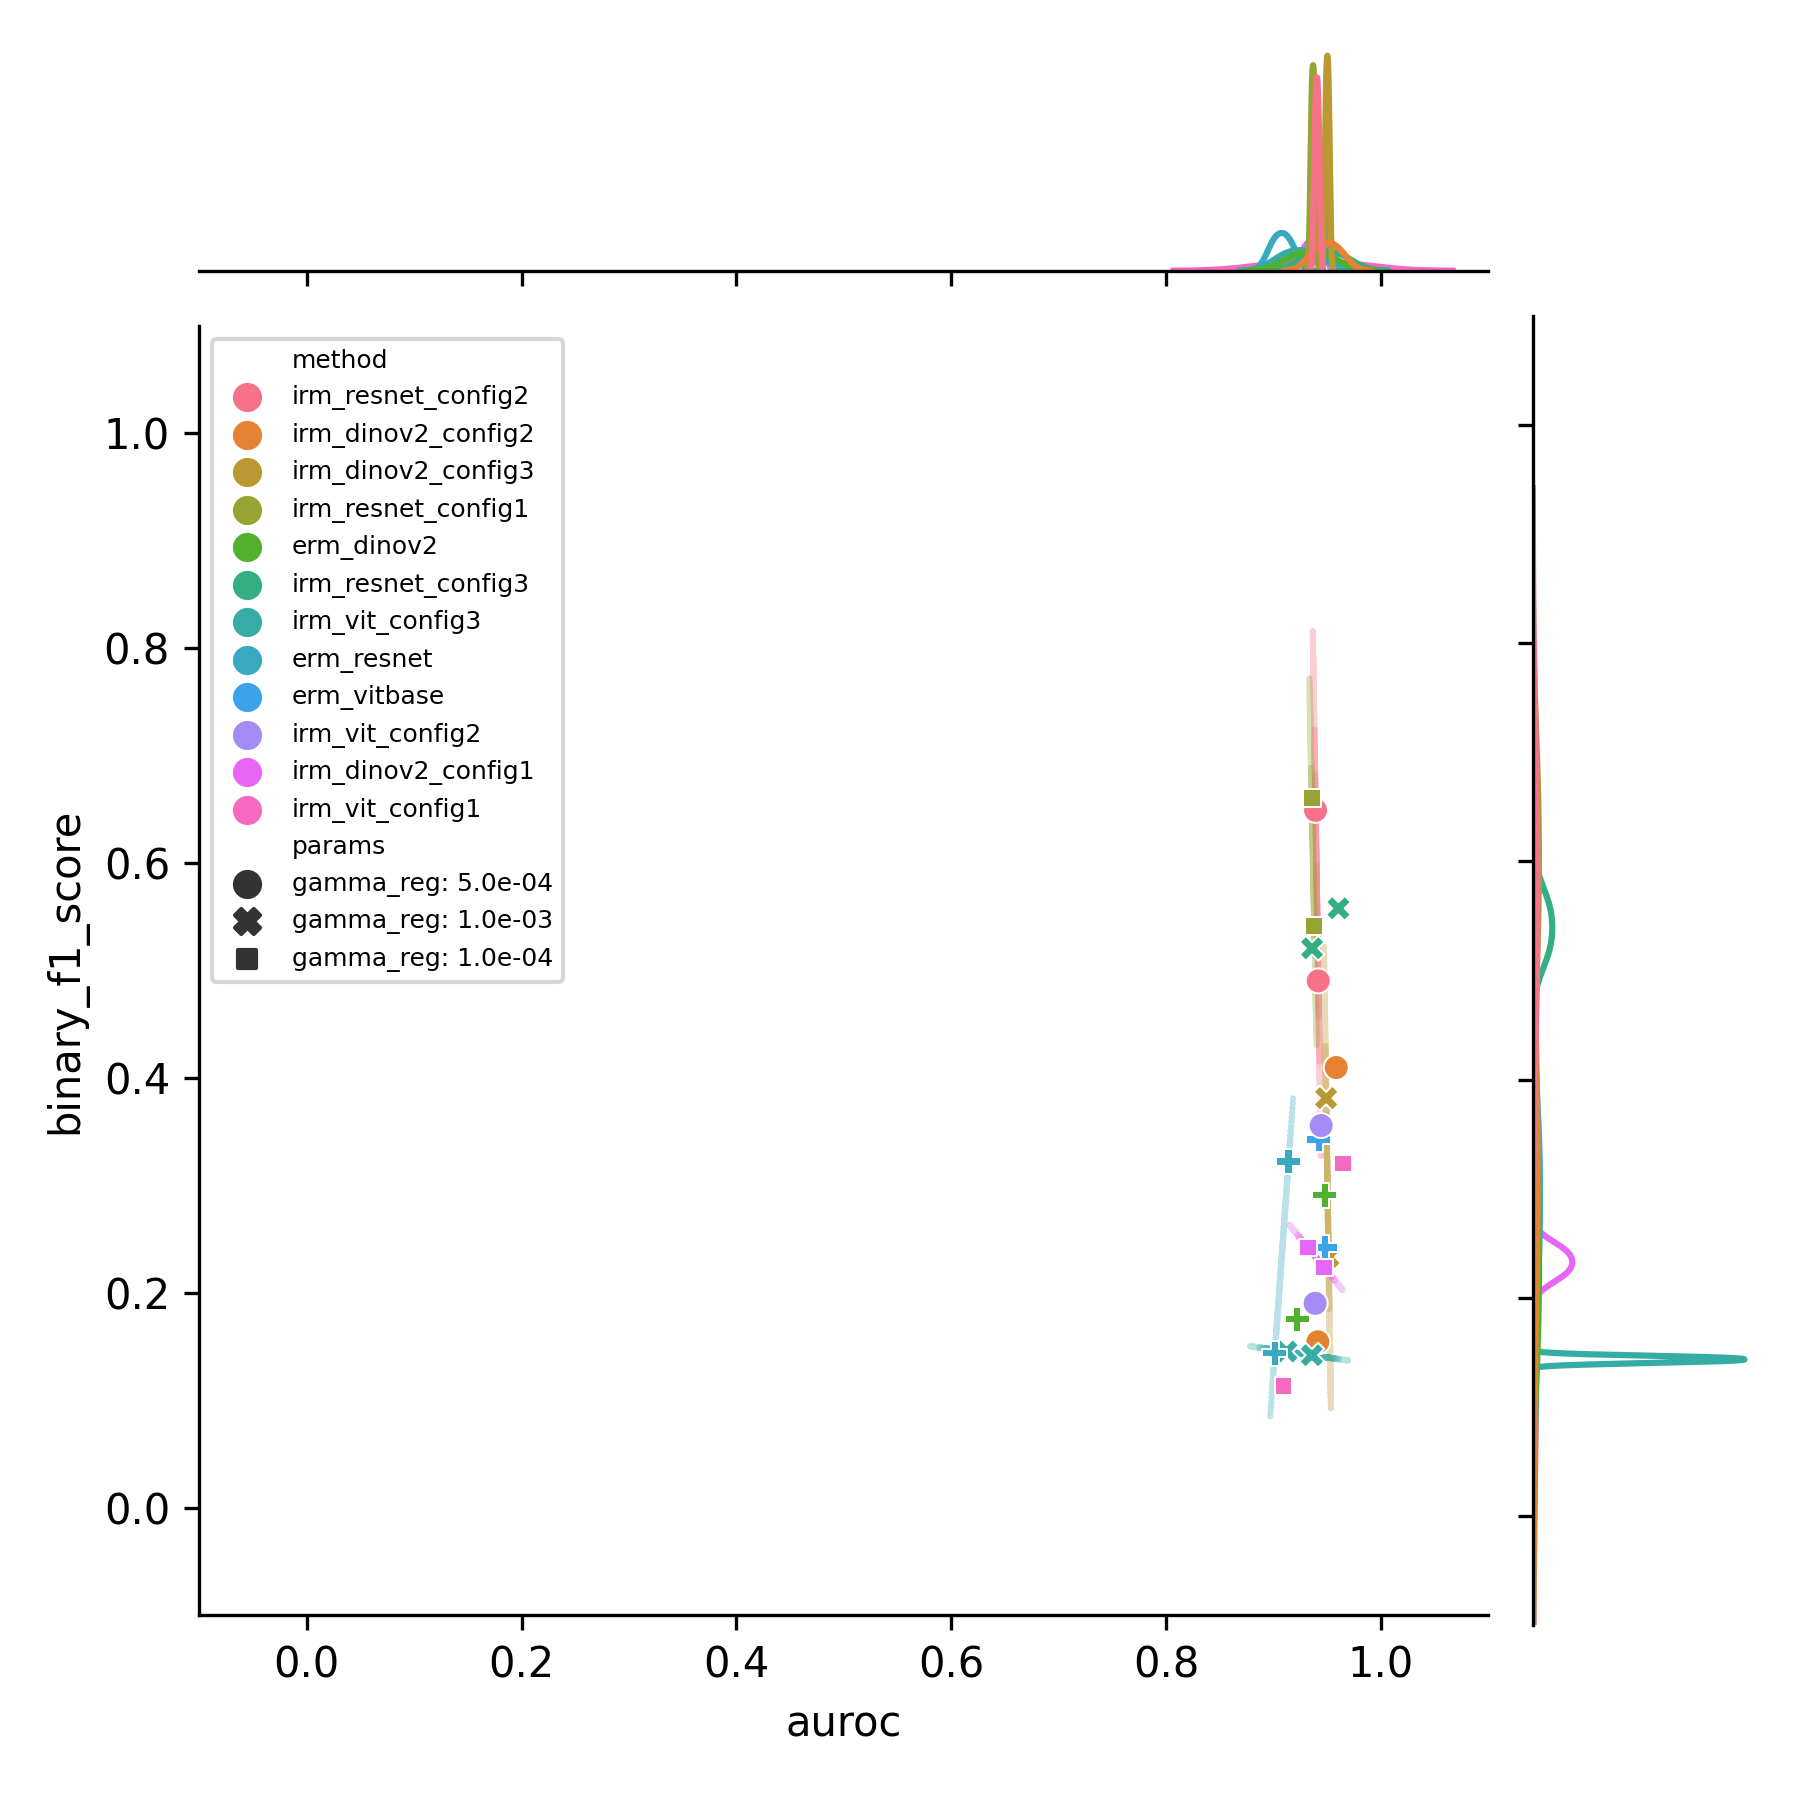 method
irm_resnet_config2
irm_dinov2_config2
irm_dinov2_config3
irm_resnet_config1
erm_dinov2
irm_resnet_config3
irm_vit_config3
erm_resnet
erm_vitbase
irm_vit_config2
irm_dinov2_config1
irm_vit_config1
params
gamma_reg: 5.0e-04
gamma_reg: 1.0e-03
gamma_reg: 1.0e-04
binary_f1_score
1.0
0.8
0.6
0.4
0.2
0.0
0.0 0.2 0.4 0.6 0.8 1.0
auroc